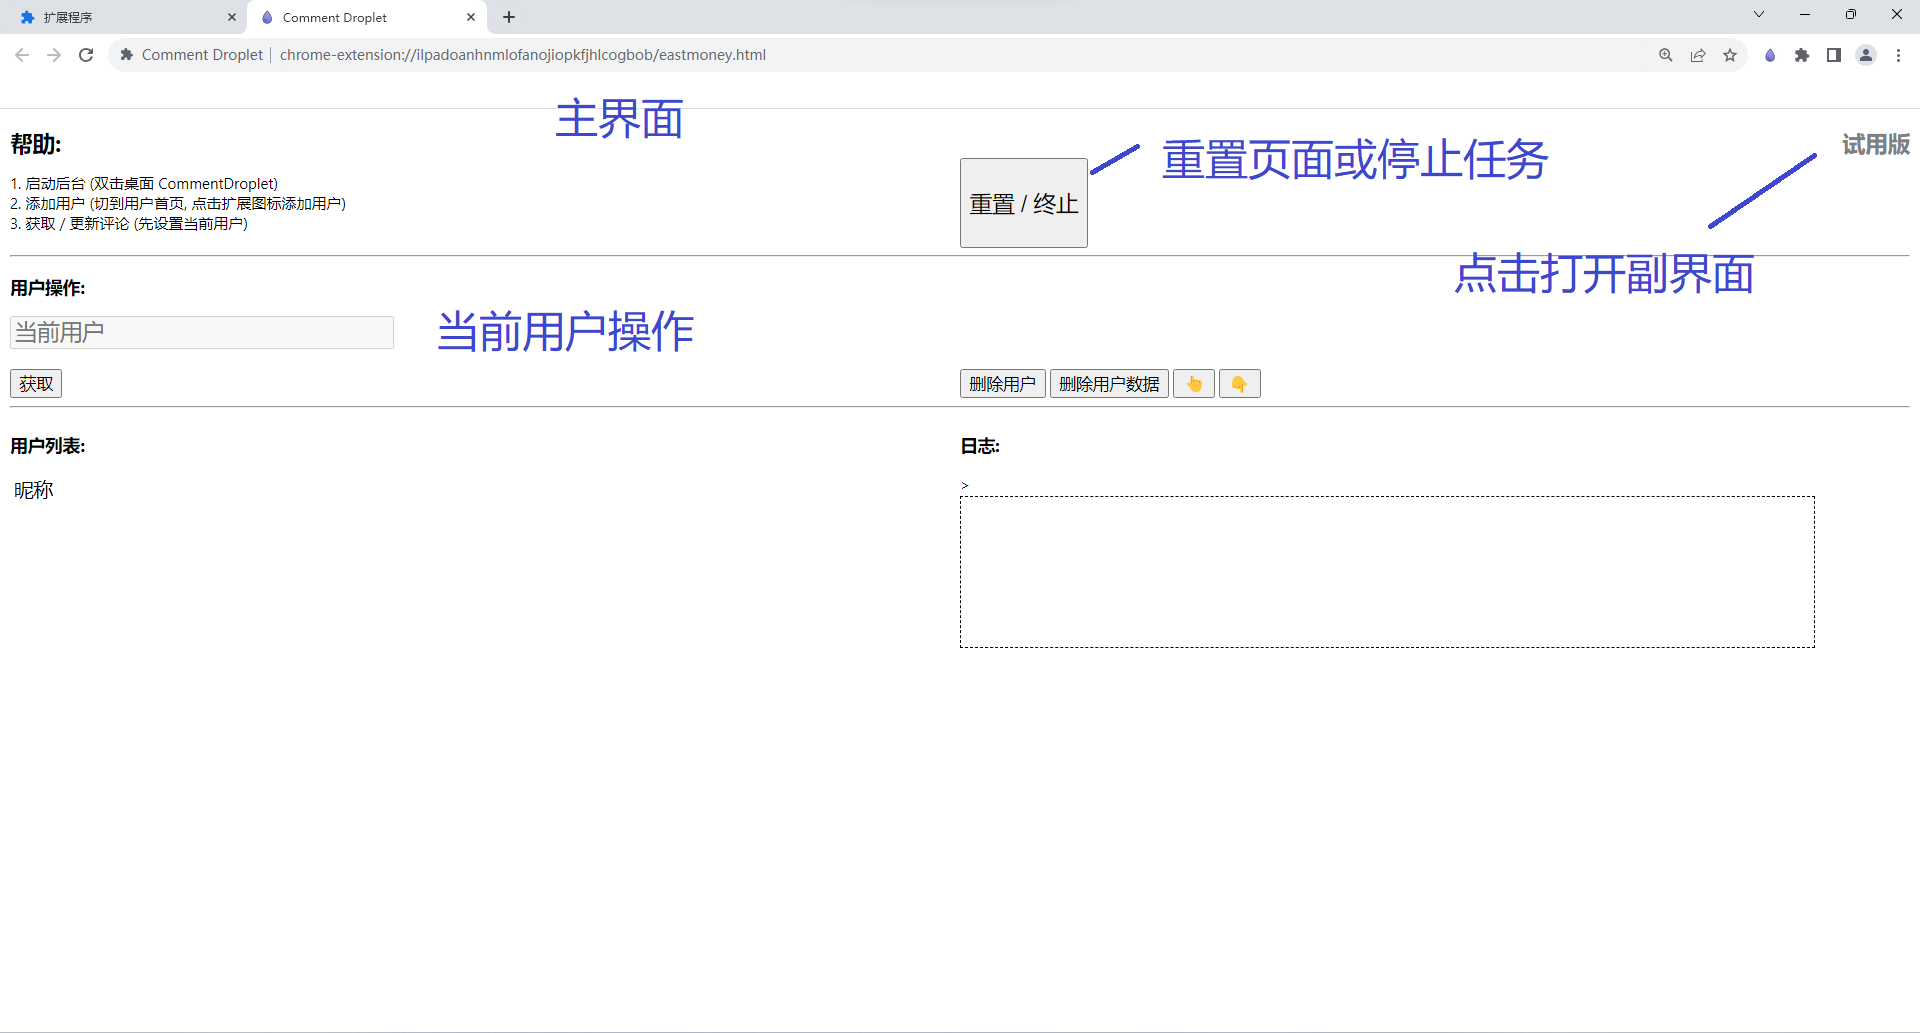 扩展程序
Comment Droplet
Comment Droplet | chrome-extension://ilpadoanhnmlofanojiopkfjhlcogbob/eastmoney.html
主界面
帮助:
重置页面或停止任务
试用版
1. 启动后台 (双击桌面 CommentDroplet)
2. 添加用户 (切到用户首页, 点击扩展图标添加用户)
3. 获取 / 更新评论 (先设置当前用户)
重置 / 终止
点击打开副界面
用户操作:
当前用户
当前用户操作
获取
删除用户
删除用户数据
用户列表:
日志:
昵称
>